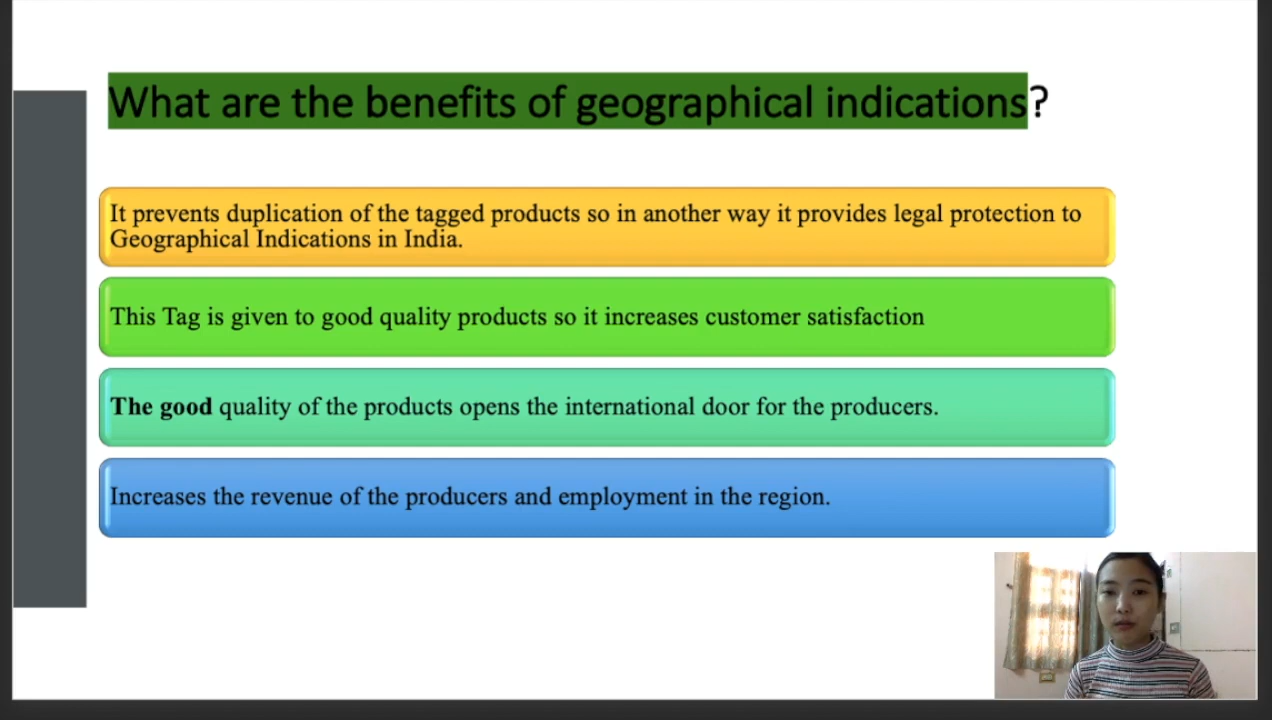 What are the benefits of geographical indications?
It prevents duplication of the tagged products so in another way it provides legal protection to
Geographical Indications in India.
This Tag is given to good quality products so it increases customer satisfaction
The good quality of the products opens the international door for the producers.
Increases the revenue of the producers and employment in the region.